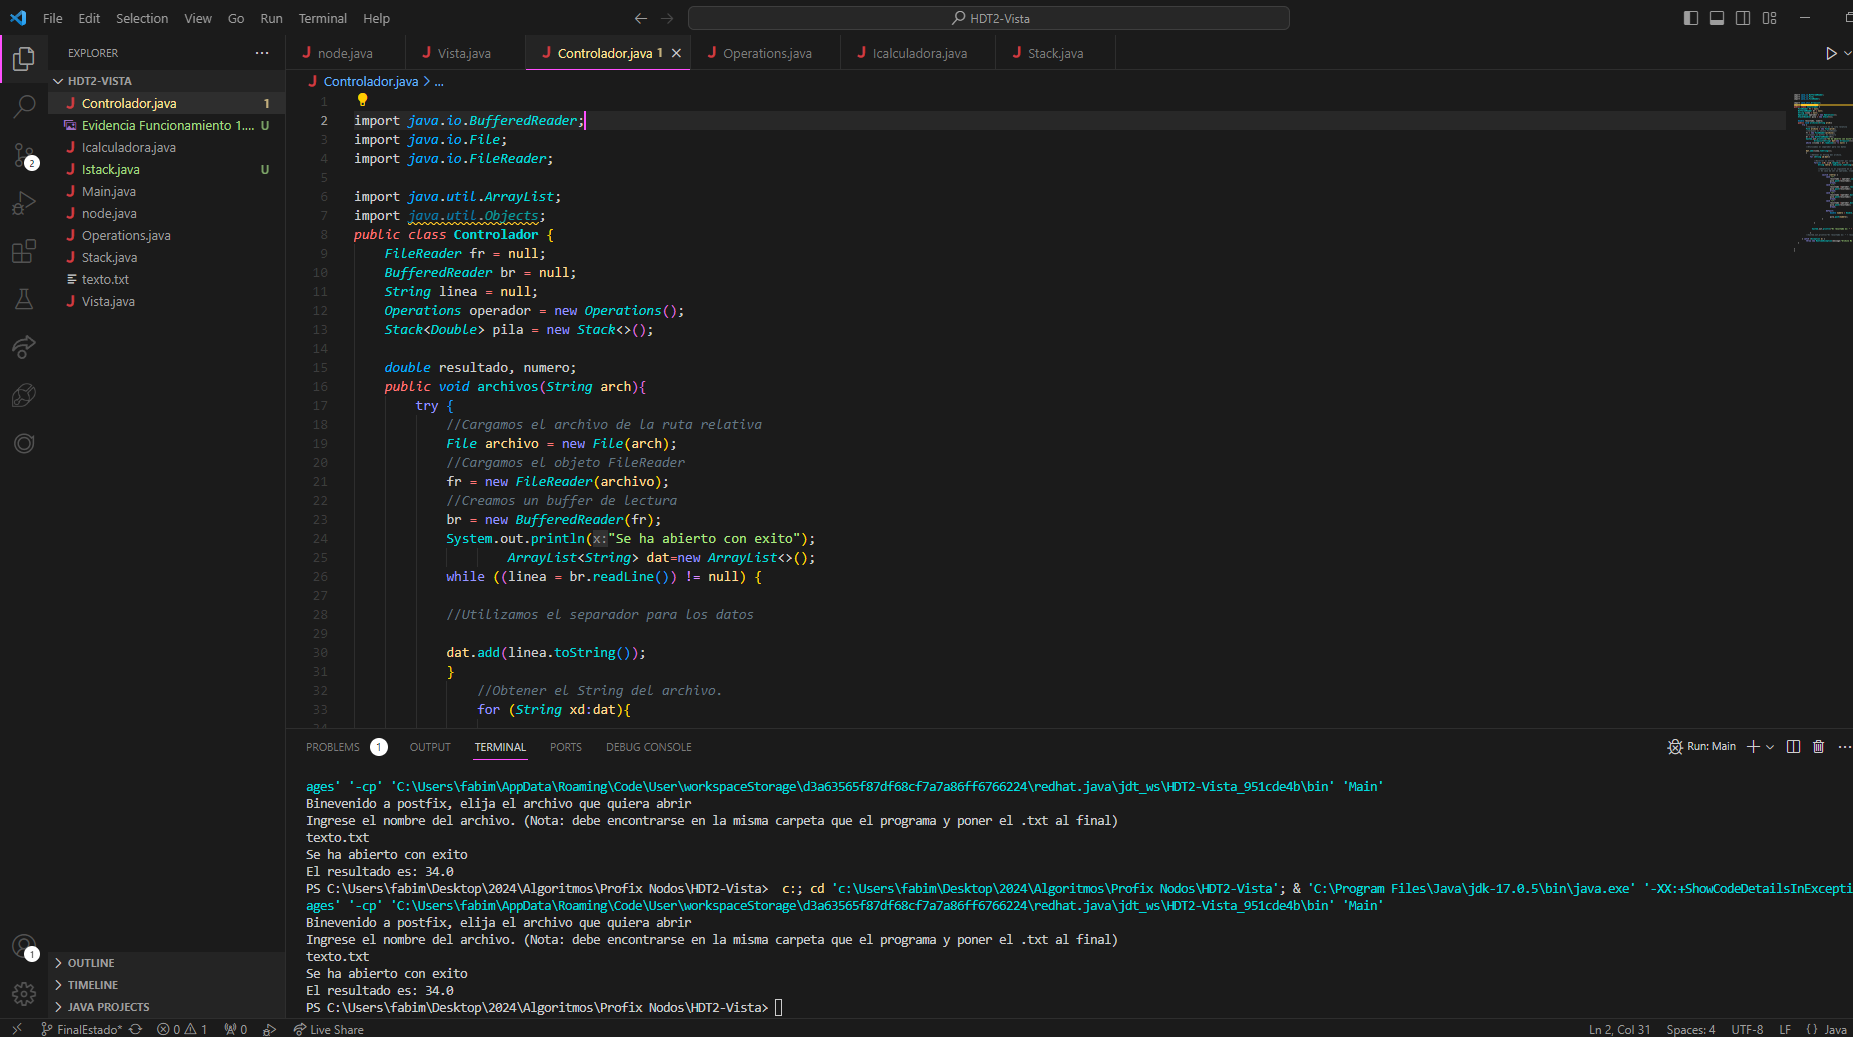 File Edit Selection View Go Run Terminal Help
HDT2-Vista
EXPLORER
HDT2-VISTA
Controlador.java 1
Evidencia Funcionamiento 1.... U
Icalculadora.java
Istack.java U
Main.java
node.java
Operations.java
Stack.java
texto.txt
Vista.java
OUTLINE
TIMELINE
JAVA PROJECTS
2
1
node.java Vista.java Controlador.java 1 Operations.java Icalculadora.java Stack.java
Controlador.java > ...
1
2 import java.io.BufferedReader;
3 import java.io.File;
4 import java.io.FileReader;
5
6 import java.util.ArrayList;
7 import java.util.Objects;
8 public class Controlador {
9 FileReader fr = null;
10 BufferedReader br = null;
11 String linea = null;
12 Operations operador = new Operations();
13 Stack<Double> pila = new Stack<>();
14
15 double resultado, numero;
16 public void archivos(String arch){
17 try {
18 //Cargamos el archivo de la ruta relativa
19 File archivo = new File(arch);
20 //Cargamos el objeto FileReader
21 fr = new FileReader(archivo);
22 //Creamos un buffer de lectura
23 br = new BufferedReader(fr);
24 System.out.println(x:"Se ha abierto con exito");
25 ArrayList<String> dat=new ArrayList<>();
26 while ((linea = br.readLine()) != null) {
27
28 //Utilizamos el separador para los datos
29
30 dat.add(linea.toString());
31 }
32 //Obtener el String del archivo.
33 for (String xd:dat){
PROBLEMS 1 OUTPUT TERMINAL PORTS DEBUG CONSOLE
Run: Main
ages' '-cp' 'C:\Users\fabim\AppData\Roaming\Code\User\workspaceStorage\d3a63565f87df68cf7a7a86ff6766224\redhat.java\jdt_ws\HDT2-Vista_951cde4b\bin' 'Main'
Binevenido a postfix, elija el archivo que quiera abrir
Ingrese el nombre del archivo. (Nota: debe encontrarse en la misma carpeta que el programa y poner el .txt al final)
texto.txt
Se ha abierto con exito
El resultado es: 34.0
PS C:\Users\fabim\Desktop\2024\Algoritmos\Profix Nodos\HDT2-Vista> c:; cd 'c:\Users\fabim\Desktop\2024\Algoritmos\Profix Nodos\HDT2-Vista'; & 'C:\Program Files\Java\jdk-17.0.5\bin\java.exe' '-XX:+ShowCodeDetailsInExcepti
ages' '-cp' 'C:\Users\fabim\AppData\Roaming\Code\User\workspaceStorage\d3a63565f87df68cf7a7a86ff6766224\redhat.java\jdt_ws\HDT2-Vista_951cde4b\bin' 'Main'
Binevenido a postfix, elija el archivo que quiera abrir
Ingrese el nombre del archivo. (Nota: debe encontrarse en la misma carpeta que el programa y poner el .txt al final)
texto.txt
Se ha abierto con exito
El resultado es: 34.0
PS C:\Users\fabim\Desktop\2024\Algoritmos\Profix Nodos\HDT2-Vista>
FinalEstado* 0 1 0 Live Share
Ln 2, Col 31 Spaces: 4 UTF-8 LF {} Java